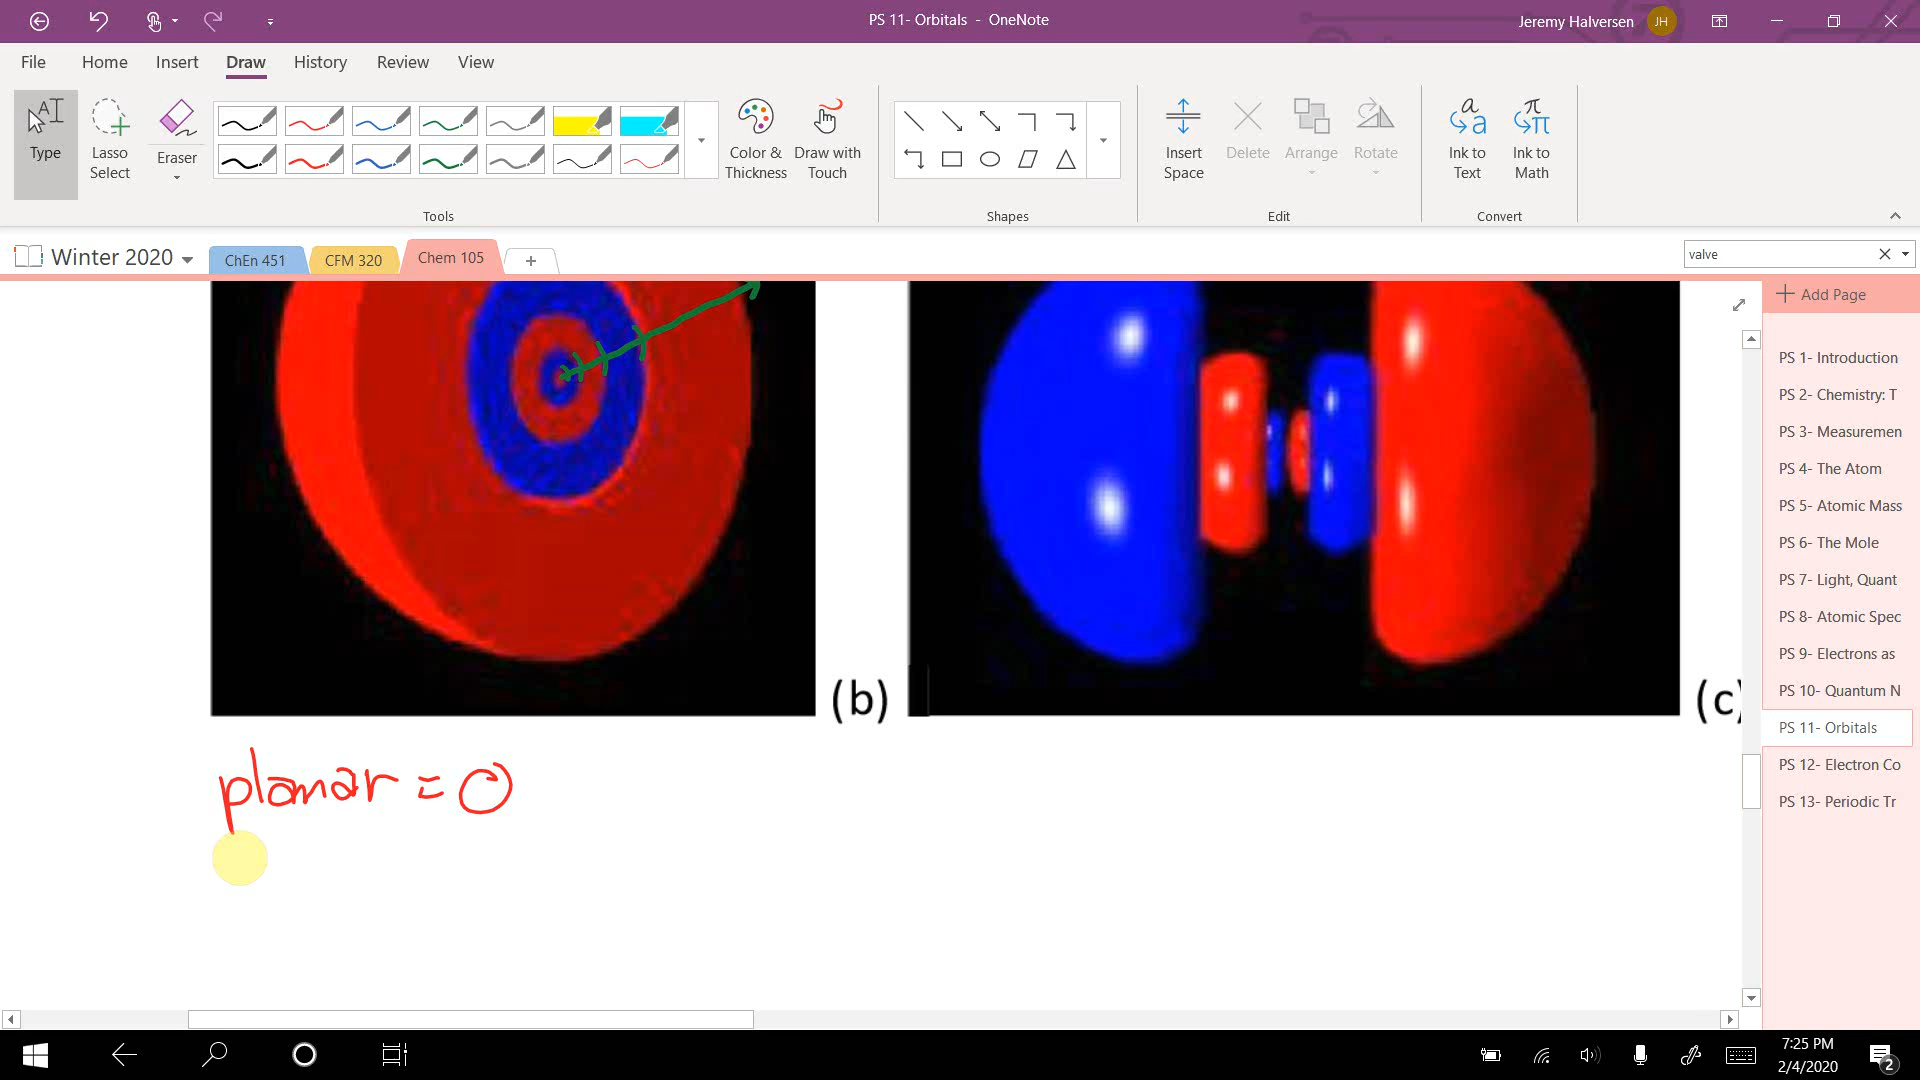 PS 11- Orbitals - OneNote
Jeremy Halversen
JH
File
Home
Insert
Draw
History
Review
View
Type
Lasso
Select
Eraser
Color &
Thickness
Draw with
Touch
Insert
Space
Delete
Arrange
Rotate
Ink to
Text
Ink to
Math
Tools
Shapes
Edit
Convert
Winter 2020
ChEn 451
CFM 320
Chem 105
valve
Add Page
PS 1- Introduction
PS 2- Chemistry: T
PS 3- Measuremen
PS 4- The Atom
PS 5- Atomic Mass
PS 6- The Mole
PS 7- Light, Quant
PS 8- Atomic Spec
PS 9- Electrons as
PS 10- Quantum N
PS 11- Orbitals
PS 12- Electron Co
PS 13- Periodic Tr
(b)
(c)
planar = 0
7:25 PM
2/4/2020
2